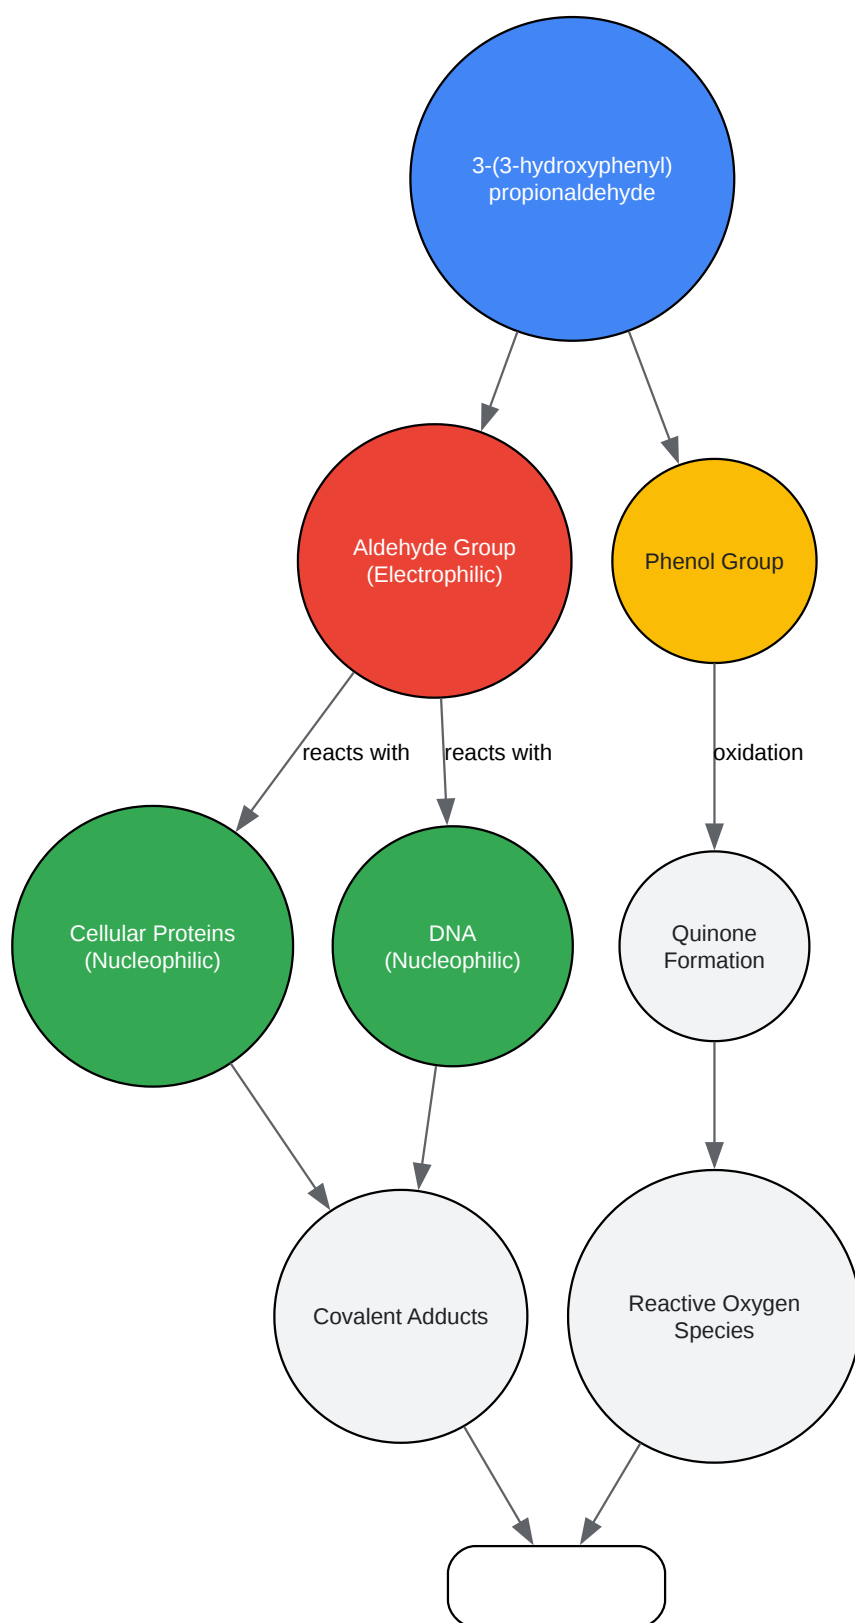 3-(3-hydroxyphenyl)
propionaldehyde
Aldehyde Group
(Electrophilic)
Phenol Group
reacts with
reacts with
oxidation
Cellular Proteins
(Nucleophilic)
DNA
(Nucleophilic)
Quinone
Formation
Covalent Adducts
Reactive Oxygen
Species